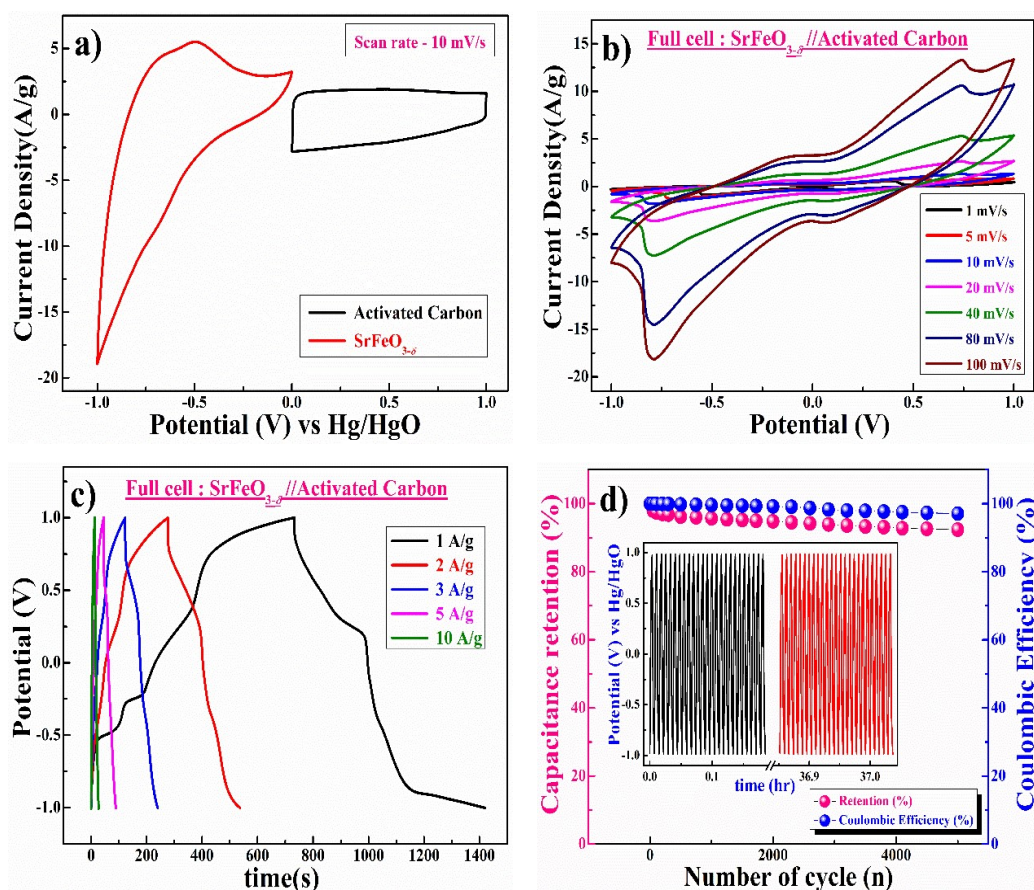 a)
Scan rate - 10 mV/s
Current Density(A/g)
5
0
-5
-10
-15
-20
-1.0 -0.5 0.0 0.5 1.0
Activated Carbon
SrFeO3-δ
Potential (V) vs Hg/HgO
b)
Full cell : SrFeO3-δ//Activated Carbon
Current Density (A/g)
20
15
10
5
0
-5
-10
-15
-20
-1.0 -0.5 0.0 0.5 1.0
1 mV/s
5 mV/s
10 mV/s
20 mV/s
40 mV/s
80 mV/s
100 mV/s
Potential (V)
c)
Full cell : SrFeO3-δ//Activated Carbon
Potential (V)
1.0
0.5
0.0
-0.5
-1.0
0 200 400 600 800 1000 1200 1400
1 A/g
2 A/g
3 A/g
5 A/g
10 A/g
time(s)
d)
Capacitance retention (%)
100
80
60
40
20
0
Potential (V) vs Hg/HgO
1.0
0.5
0.0
-0.5
-1.0
0.0 0.1 36.9 37.0
time (hr)
Retention (%)
Coulombic Efficiency (%)
0 2000 4000
Number of cycle (n)
100
80
60
40
20
0
Coulombic Efficiency (%)